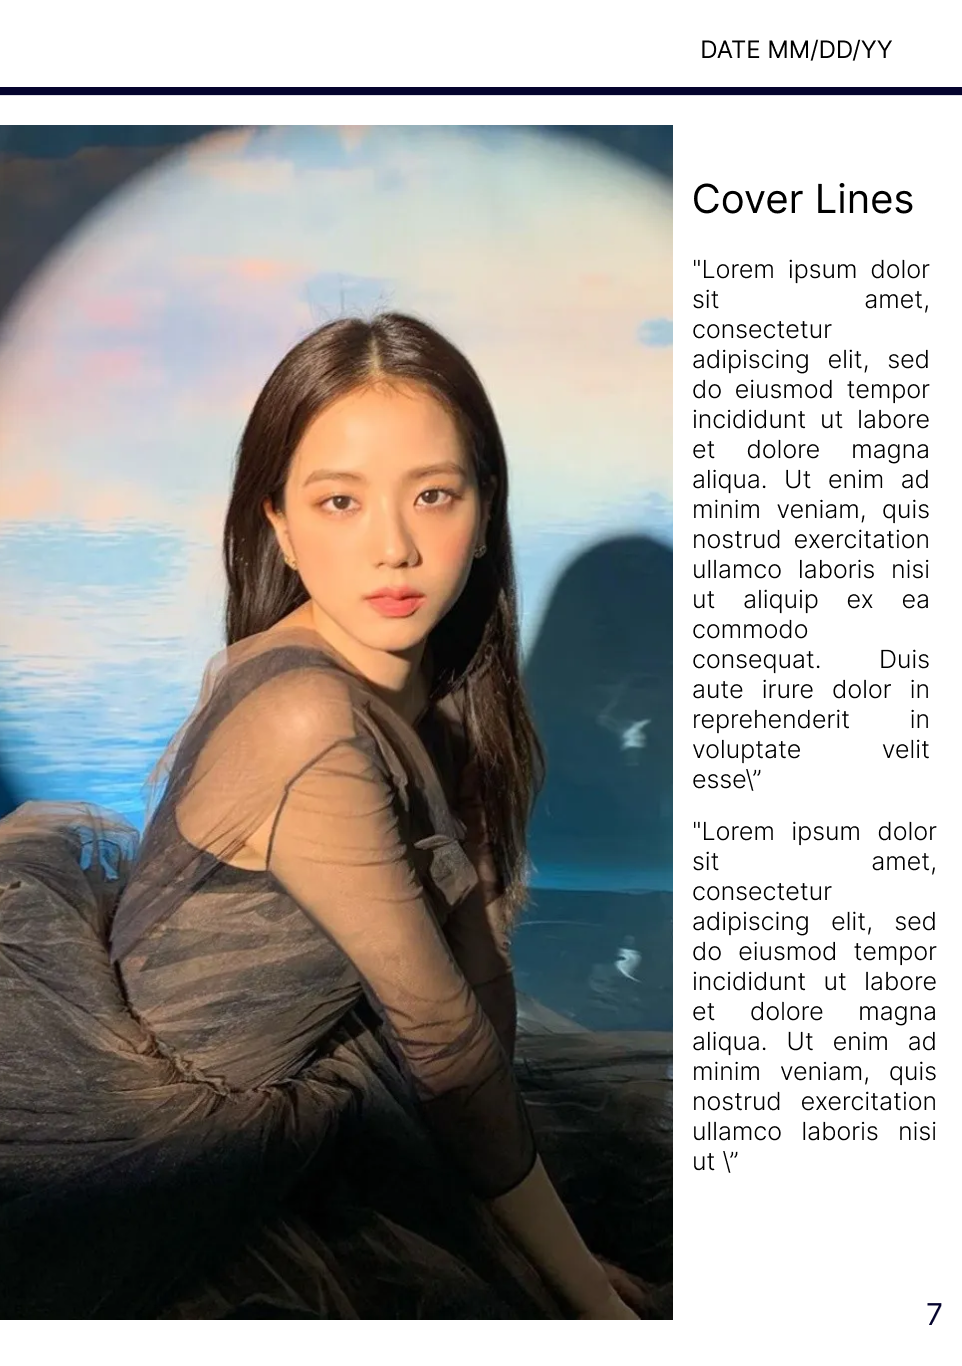 DATE MM/DD/YY
Cover Lines
"Lorem ipsum dolor
sit amet,
consectetur
adipiscing elit, sed
do eiusmod tempor
incididunt ut labore
et dolore magna
aliqua. Ut enim ad
minim veniam, quis
nostrud exercitation
ullamco laboris nisi
ut aliquip ex ea
commodo
consequat. Duis
aute irure dolor in
reprehenderit in
voluptate velit
esse\”
"Lorem ipsum dolor
sit amet,
consectetur
adipiscing elit, sed
do eiusmod tempor
incididunt ut labore
et dolore magna
aliqua. Ut enim ad
minim veniam, quis
nostrud exercitation
ullamco laboris nisi
ut \”
7